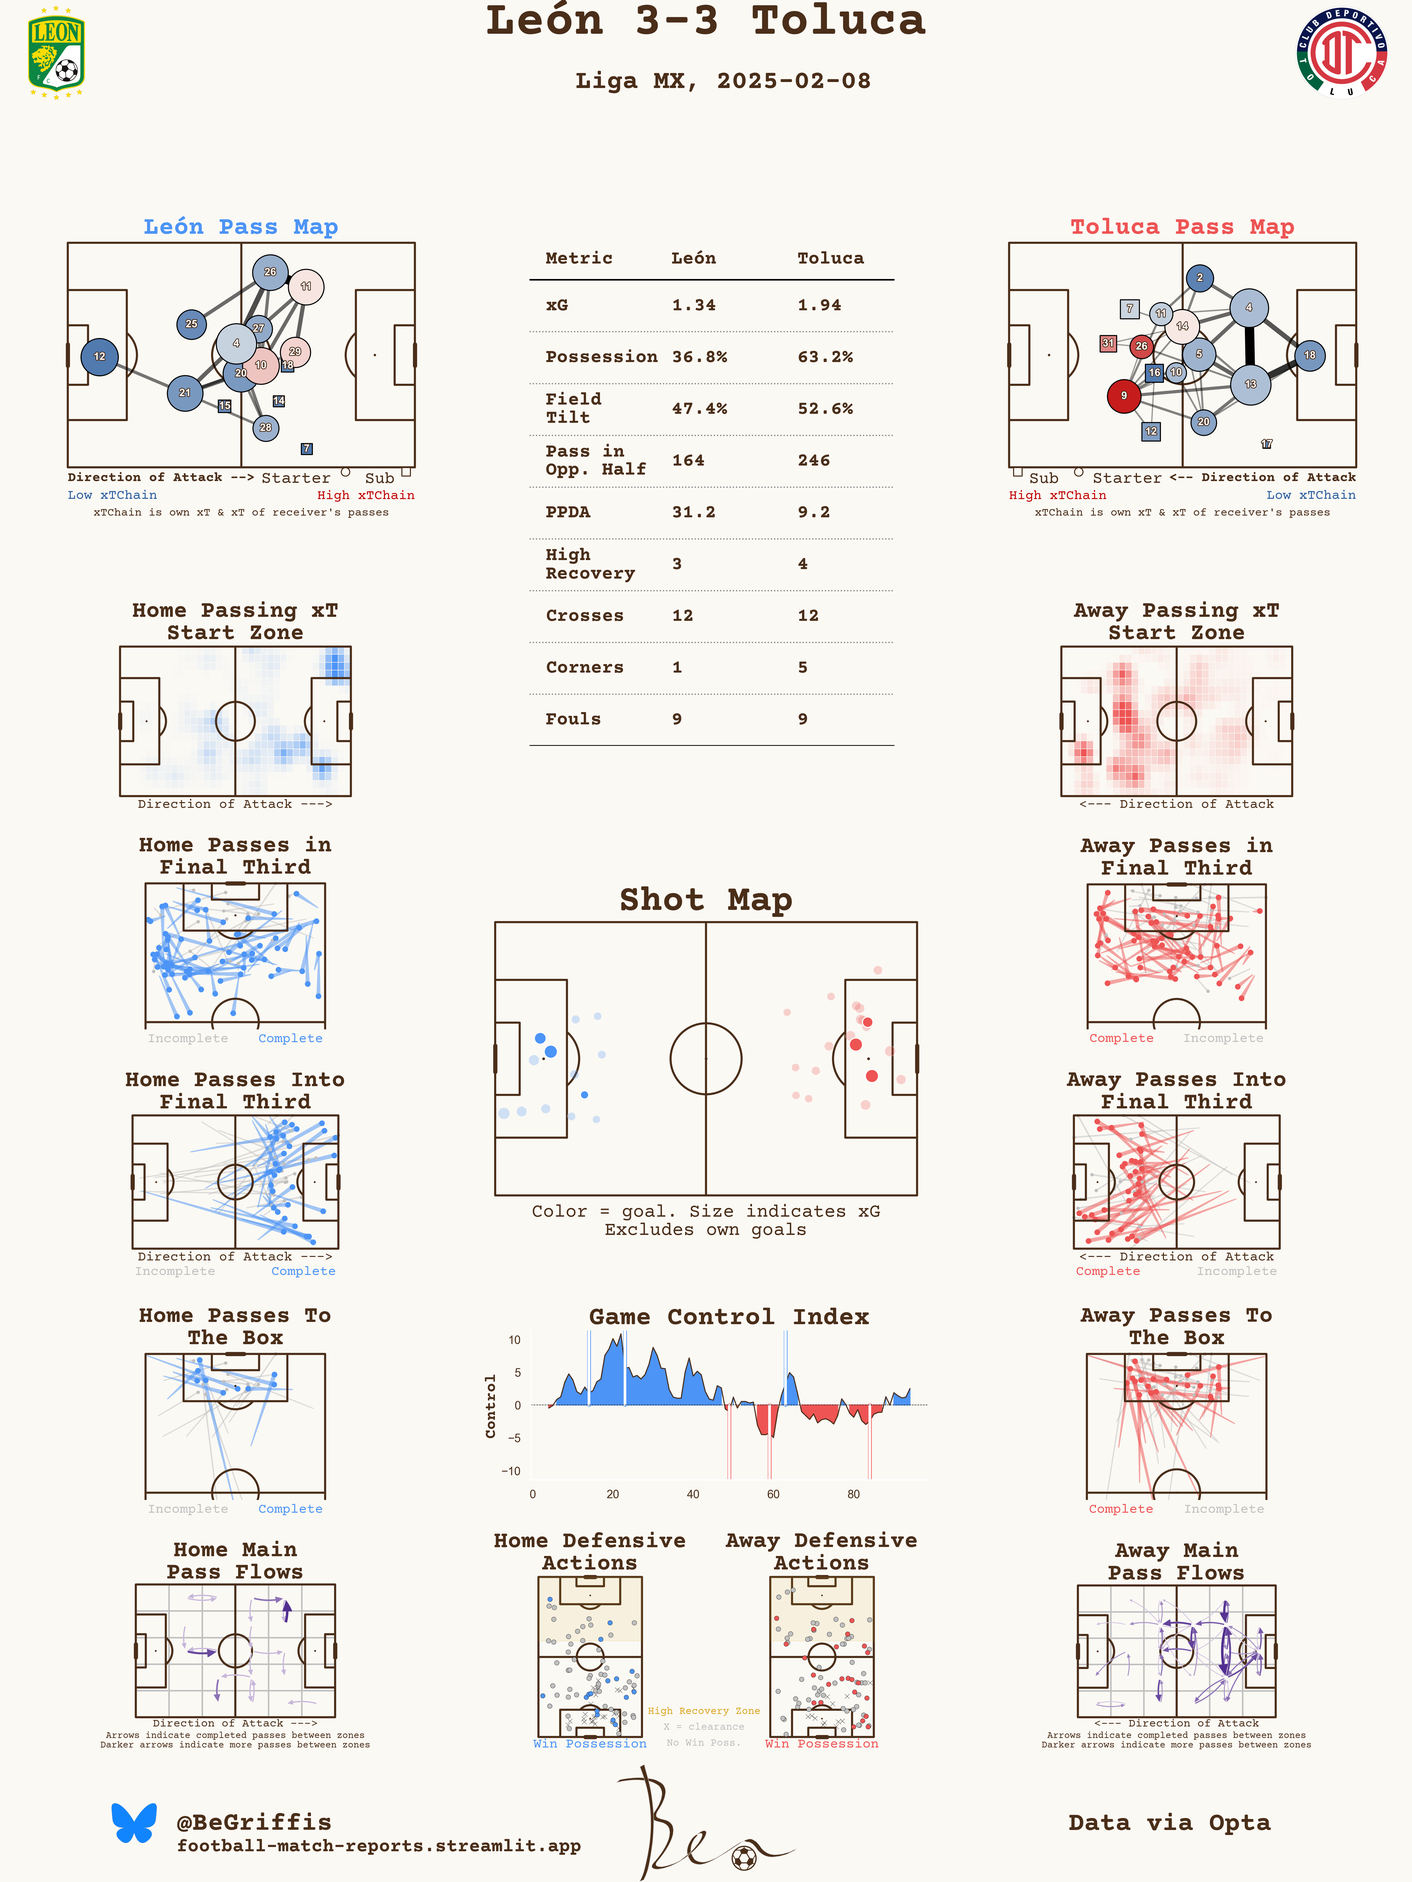 León 3-3 Toluca
Liga MX, 2025-02-08
LEON
F C
CLUB DEPORTIVO
TOLUCA
León Pass Map
26
11
25
27
4
29
12
10
18
20
21
15
14
28
7
Direction of Attack --> Starter Sub
Low xTChain High xTChain
xTChain is own xT & xT of receiver's passes
Metric León Toluca
xG 1.34 1.94
Possession 36.8% 63.2%
Field
Tilt 47.4% 52.6%
Pass in
Opp. Half 164 246
PPDA 31.2 9.2
High
Recovery 3 4
Crosses 12 12
Corners 1 5
Fouls 9 9
Toluca Pass Map
2
7
11
4
14
31
26
5
18
16
10
13
9
20
12
17
Sub Starter <-- Direction of Attack
High xTChain Low xTChain
xTChain is own xT & xT of receiver's passes
Home Passing xT
Start Zone
Direction of Attack --->
Away Passing xT
Start Zone
<--- Direction of Attack
Home Passes in
Final Third
Incomplete Complete
Away Passes in
Final Third
Complete Incomplete
Shot Map
Color = goal. Size indicates xG
Excludes own goals
Home Passes Into
Final Third
Direction of Attack --->
Incomplete Complete
Away Passes Into
Final Third
<--- Direction of Attack
Complete Incomplete
Home Passes To
The Box
Incomplete Complete
Game Control Index
Control
10
5
0
−5
−10
0 20 40 60 80
Away Passes To
The Box
Complete Incomplete
Home Main
Pass Flows
Direction of Attack --->
Arrows indicate completed passes between zones
Darker arrows indicate more passes between zones
Home Defensive
Actions
Win Possession
Away Defensive
Actions
Win Possession
High Recovery Zone
X = clearance
No Win Poss.
Away Main
Pass Flows
<--- Direction of Attack
Arrows indicate completed passes between zones
Darker arrows indicate more passes between zones
@BeGriffis
football-match-reports.streamlit.app
Ben
Data via Opta